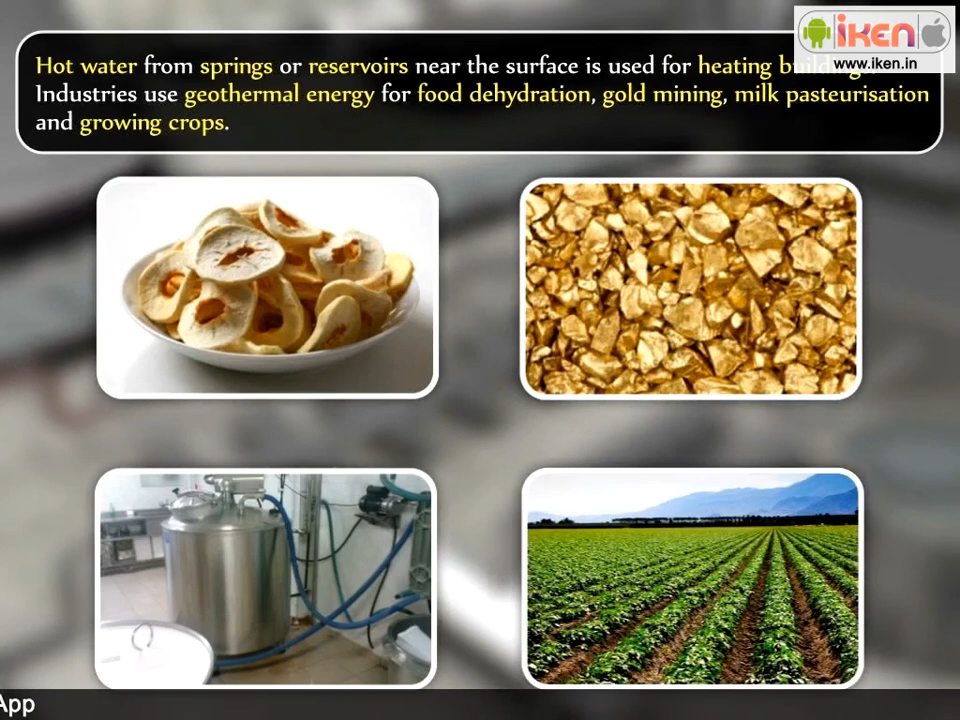 iKEN
www.iken.in
Hot water from springs or reservoirs near the surface is used for heating buildings.
Industries use geothermal energy for food dehydration, gold mining, milk pasteurisation
and growing crops.
App